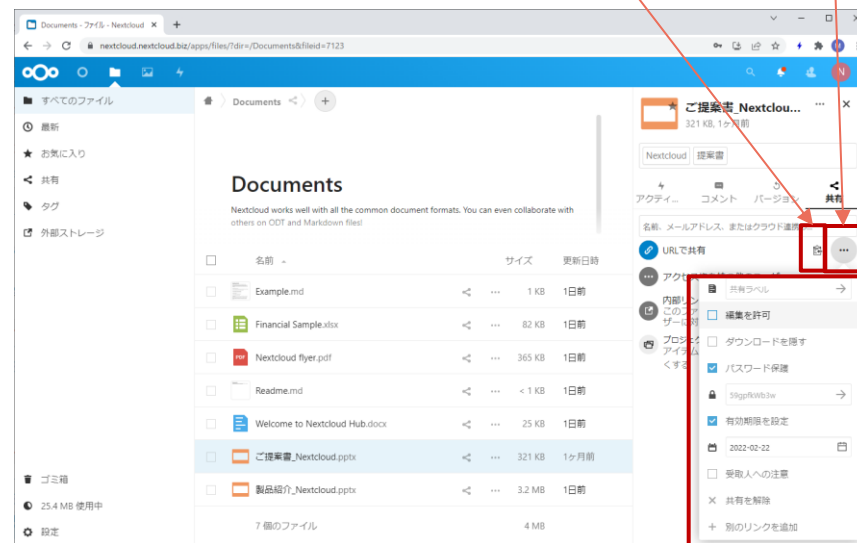 Documents - ファイル - Nextcloud
nextcloud.nextcloud.biz/apps/files/?dir=/Documents&fileid=7123
N
N
すべてのファイル
最新
お気に入り
共有
タグ
外部ストレージ
ゴミ箱
25.4 MB 使用中
設定
Documents
Documents
Nextcloud works well with all the common document formats. You can even collaborate with
others on ODT and Markdown files!
名前 サイズ 更新日時
Example.md 1 KB 1日前
Financial Sample.xlsx 82 KB 1日前
PDF Nextcloud flyer.pdf 365 KB 1日前
Readme.md < 1 KB 1日前
Welcome to Nextcloud Hub.docx 25 KB 1日前
ご提案書_Nextcloud.pptx 321 KB 1ヶ月前
製品紹介_Nextcloud.pptx 3.2 MB 1日前
7 個のファイル 4 MB
ご提案書_Nextclou...
321 KB, 1ヶ月前
Nextcloud 提案書
アクティ... コメント バージョン 共有
名前、メールアドレス、またはクラウド連携
URLで共有
アクセ
内部リン
このファ
ザーに対
プロジェク
アイテム
くする
共有ラベル
編集を許可
ダウンロードを隠す
パスワード保護
59gpfkWb3w
有効期限を設定
2022-02-22
受取人への注意
共有を解除
別のリンクを追加